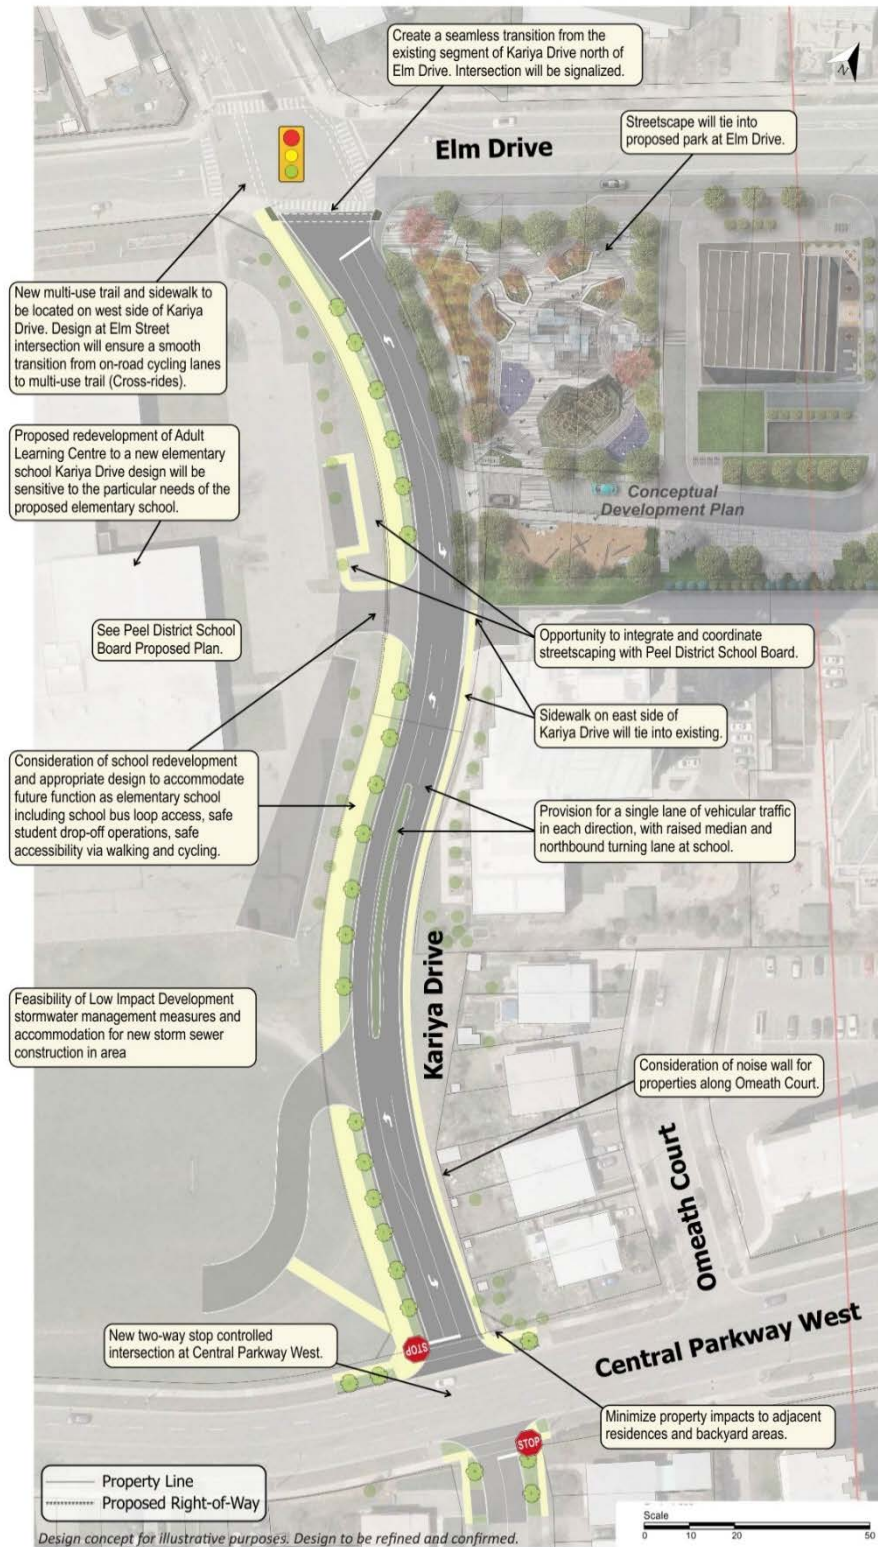 Create a seamless transition from the
existing segment of Kariya Drive north of
Elm Drive. Intersection will be signalized.
N
Elm Drive
Streetscape will tie into
proposed park at Elm Drive.
New multi-use trail and sidewalk to
be located on west side of Kariya
Drive. Design at Elm Street
intersection will ensure a smooth
transition from on-road cycling lanes
to multi-use trail (Cross-rides).
Proposed redevelopment of Adult
Learning Centre to a new elementary
school Kariya Drive design will be
sensitive to the particular needs of the
proposed elementary school.
Conceptual
Development Plan
See Peel District School
Board Proposed Plan.
Opportunity to integrate and coordinate
streetscaping with Peel District School Board.
Sidewalk on east side of
Kariya Drive will tie into existing.
Consideration of school redevelopment
and appropriate design to accommodate
future function as elementary school
including school bus loop access, safe
student drop-off operations, safe
accessibility via walking and cycling.
Provision for a single lane of vehicular traffic
in each direction, with raised median and
northbound turning lane at school.
Kariya Drive
Feasibility of Low Impact Development
stormwater management measures and
accommodation for new storm sewer
construction in area
Consideration of noise wall for
properties along Omeath Court.
Omeath Court
New two-way stop controlled
intersection at Central Parkway West.
STOP
Central Parkway West
Minimize property impacts to adjacent
residences and backyard areas.
STOP
Property Line
Proposed Right-of-Way
Scale
0 10 20 50
Design concept for illustrative purposes. Design to be refined and confirmed.